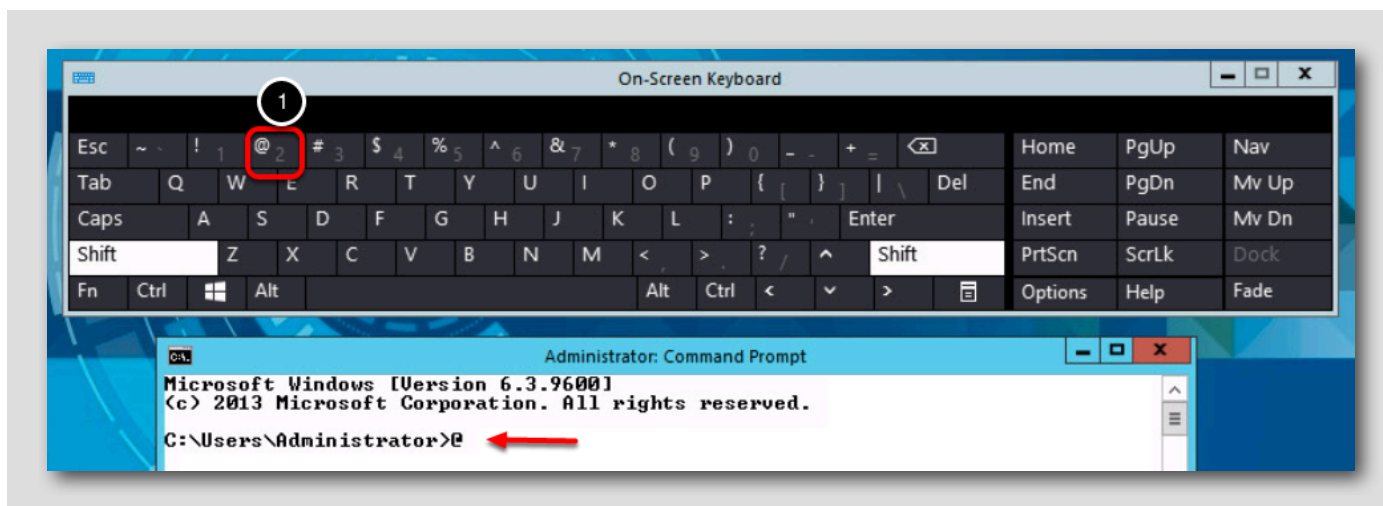 On-Screen Keyboard
1
Esc ~ ` ! 1 @ 2 # 3 $ 4 % 5 ^ 6 & 7 * 8 ( 9 ) 0 _ - + = Home PgUp Nav
Tab Q W E R T Y U I O P { [ } ] | \ Del End PgDn Mv Up
Caps A S D F G H J K L : ; " ' Enter Insert Pause Mv Dn
Shift Z X C V B N M < , > . ? / ^ Shift PrtScn ScrLk Dock
Fn Ctrl Alt Alt Ctrl Options Help Fade
Administrator: Command Prompt
Microsoft Windows [Version 6.3.9600]
(c) 2013 Microsoft Corporation. All rights reserved.
C:\Users\Administrator>@